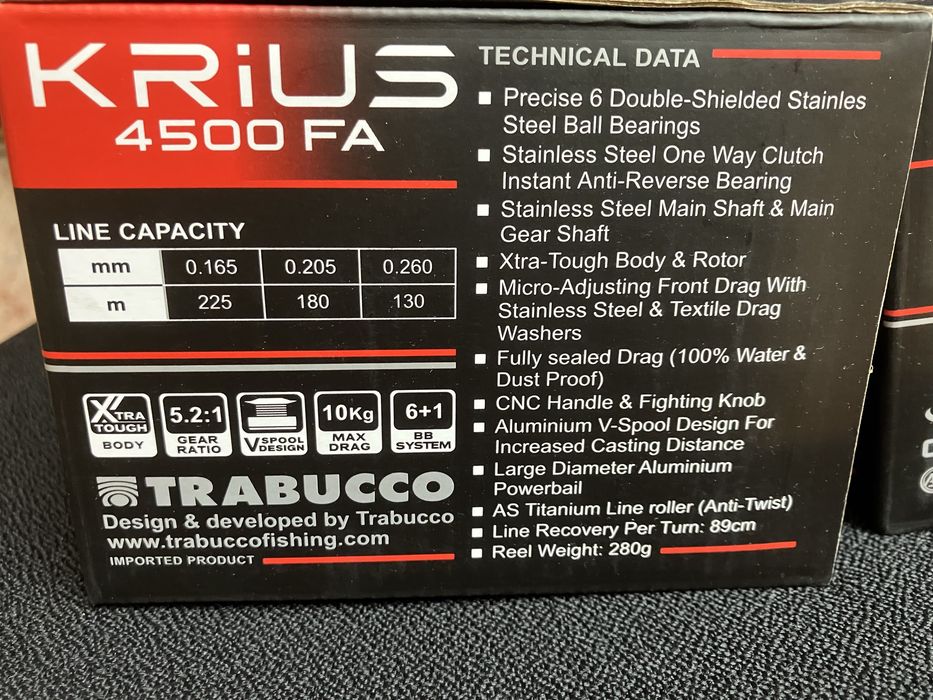 KRiUS
4500 FA
LINE CAPACITY
mm 0.165 0.205 0.260
m 225 180 130
XTRA
TOUGH
BODY
5.2:1
GEAR
RATIO
V SPOOL
DESIGN
10Kg
MAX
DRAG
6+1
BB
SYSTEM
TRABUCCO
Design & developed by Trabucco
www.trabuccofishing.com
IMPORTED PRODUCT
TECHNICAL DATA
■ Precise 6 Double-Shielded Stainles
Steel Ball Bearings
■ Stainless Steel One Way Clutch
Instant Anti-Reverse Bearing
■ Stainless Steel Main Shaft & Main
Gear Shaft
■ Xtra-Tough Body & Rotor
■ Micro-Adjusting Front Drag With
Stainless Steel & Textile Drag
Washers
■ Fully sealed Drag (100% Water &
Dust Proof)
■ CNC Handle & Fighting Knob
■ Aluminium V-Spool Design For
Increased Casting Distance
■ Large Diameter Aluminium
Powerbail
■ AS Titanium Line roller (Anti-Twist)
■ Line Recovery Per Turn: 89cm
■ Reel Weight: 280g